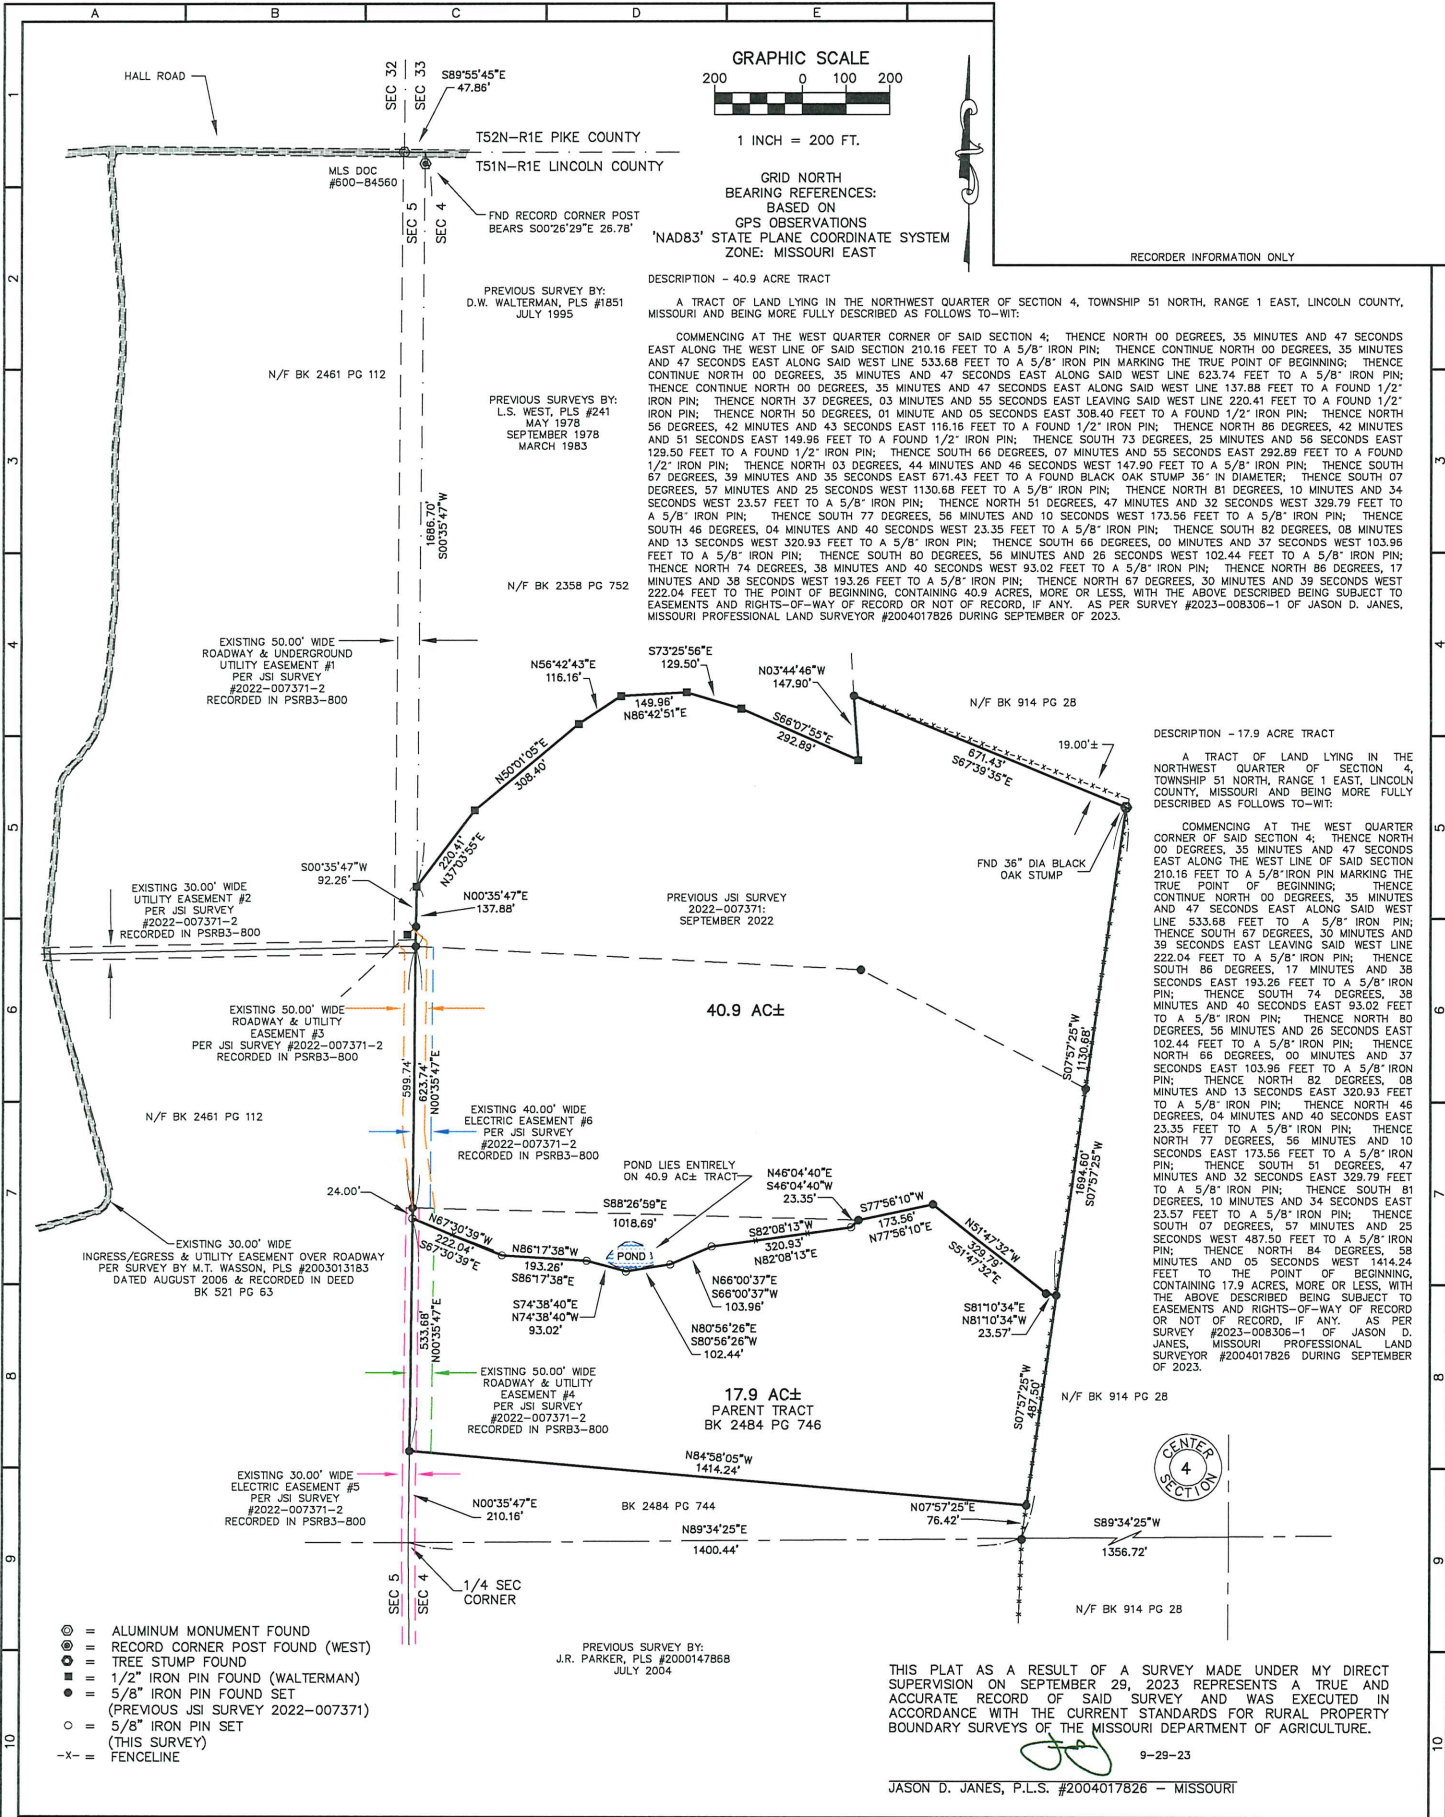 A B C D E
1
2
3
4
5
6
7
8
9
10
3
4
5
6
7
8
9
10
HALL ROAD
SEC 32
SEC 33
S89°55'45"E
47.86'
T52N-R1E PIKE COUNTY
T51N-R1E LINCOLN COUNTY
MLS DOC
#600-84560
SEC 5
SEC 4
FND RECORD CORNER POST
BEARS S00°26'29"E 26.78'
GRAPHIC SCALE
200 0 100 200
1 INCH = 200 FT.
GRID NORTH
BEARING REFERENCES:
BASED ON
GPS OBSERVATIONS
'NAD83' STATE PLANE COORDINATE SYSTEM
ZONE: MISSOURI EAST
RECORDER INFORMATION ONLY
PREVIOUS SURVEY BY:
D.W. WALTERMAN, PLS #1851
JULY 1995
N/F BK 2461 PG 112
PREVIOUS SURVEYS BY:
L.S. WEST, PLS #241
MAY 1978
SEPTEMBER 1978
MARCH 1983
1686.70'
S00°35'47"W
N/F BK 2358 PG 752
DESCRIPTION - 40.9 ACRE TRACT
A TRACT OF LAND LYING IN THE NORTHWEST QUARTER OF SECTION 4, TOWNSHIP 51 NORTH, RANGE 1 EAST, LINCOLN COUNTY,
MISSOURI AND BEING MORE FULLY DESCRIBED AS FOLLOWS TO-WIT:
COMMENCING AT THE WEST QUARTER CORNER OF SAID SECTION 4; THENCE NORTH 00 DEGREES, 35 MINUTES AND 47 SECONDS
EAST ALONG THE WEST LINE OF SAID SECTION 210.16 FEET TO A 5/8" IRON PIN; THENCE CONTINUE NORTH 00 DEGREES, 35 MINUTES
AND 47 SECONDS EAST ALONG SAID WEST LINE 533.68 FEET TO A 5/8" IRON PIN MARKING THE TRUE POINT OF BEGINNING; THENCE
CONTINUE NORTH 00 DEGREES, 35 MINUTES AND 47 SECONDS EAST ALONG SAID WEST LINE 623.74 FEET TO A 5/8" IRON PIN;
THENCE CONTINUE NORTH 00 DEGREES, 35 MINUTES AND 47 SECONDS EAST ALONG SAID WEST LINE 137.88 FEET TO A FOUND 1/2"
IRON PIN; THENCE NORTH 37 DEGREES, 03 MINUTES AND 55 SECONDS EAST LEAVING SAID WEST LINE 220.41 FEET TO A FOUND 1/2"
IRON PIN; THENCE NORTH 50 DEGREES, 01 MINUTE AND 05 SECONDS EAST 308.40 FEET TO A FOUND 1/2" IRON PIN; THENCE NORTH
56 DEGREES, 42 MINUTES AND 43 SECONDS EAST 116.16 FEET TO A FOUND 1/2" IRON PIN; THENCE NORTH 86 DEGREES, 42 MINUTES
AND 51 SECONDS EAST 149.96 FEET TO A FOUND 1/2" IRON PIN; THENCE SOUTH 73 DEGREES, 25 MINUTES AND 56 SECONDS EAST
129.50 FEET TO A FOUND 1/2" IRON PIN; THENCE SOUTH 66 DEGREES, 07 MINUTES AND 55 SECONDS EAST 292.89 FEET TO A FOUND
1/2" IRON PIN; THENCE NORTH 03 DEGREES, 44 MINUTES AND 46 SECONDS WEST 147.90 FEET TO A 5/8" IRON PIN; THENCE SOUTH
67 DEGREES, 39 MINUTES AND 35 SECONDS EAST 671.43 FEET TO A FOUND BLACK OAK STUMP 36" IN DIAMETER; THENCE SOUTH 07
DEGREES, 57 MINUTES AND 25 SECONDS WEST 1130.68 FEET TO A 5/8" IRON PIN; THENCE NORTH 81 DEGREES, 10 MINUTES AND 34
SECONDS WEST 23.57 FEET TO A 5/8" IRON PIN; THENCE NORTH 51 DEGREES, 47 MINUTES AND 32 SECONDS WEST 329.79 FEET TO
A 5/8" IRON PIN; THENCE SOUTH 77 DEGREES, 56 MINUTES AND 10 SECONDS WEST 173.56 FEET TO A 5/8" IRON PIN; THENCE
SOUTH 46 DEGREES, 04 MINUTES AND 40 SECONDS WEST 23.35 FEET TO A 5/8" IRON PIN; THENCE SOUTH 82 DEGREES, 08 MINUTES
AND 13 SECONDS WEST 320.93 FEET TO A 5/8" IRON PIN; THENCE SOUTH 66 DEGREES, 00 MINUTES AND 37 SECONDS WEST 103.96
FEET TO A 5/8" IRON PIN; THENCE SOUTH 80 DEGREES, 56 MINUTES AND 26 SECONDS WEST 102.44 FEET TO A 5/8" IRON PIN;
THENCE NORTH 74 DEGREES, 38 MINUTES AND 40 SECONDS WEST 93.02 FEET TO A 5/8" IRON PIN; THENCE NORTH 86 DEGREES, 17
MINUTES AND 38 SECONDS WEST 193.26 FEET TO A 5/8" IRON PIN; THENCE NORTH 67 DEGREES, 30 MINUTES AND 39 SECONDS WEST
222.04 FEET TO THE POINT OF BEGINNING, CONTAINING 40.9 ACRES, MORE OR LESS, WITH THE ABOVE DESCRIBED BEING SUBJECT TO
EASEMENTS AND RIGHTS-OF-WAY OF RECORD OR NOT OF RECORD, IF ANY. AS PER SURVEY #2023-008306-1 OF JASON D. JANES,
MISSOURI PROFESSIONAL LAND SURVEYOR #2004017826 DURING SEPTEMBER OF 2023.
EXISTING 50.00' WIDE
ROADWAY & UNDERGROUND
UTILITY EASEMENT #1
PER JSI SURVEY
#2022-007371-2
RECORDED IN PSRB3-800
N56°42'43"E
116.16'
S73°25'56"E
129.50'
N03°44'46"W
147.90'
149.96'
N86°42'51"E
S66°07'55"E
292.89'
N/F BK 914 PG 28
671.43'
S67°39'35"E
19.00'±
N50°01'05"E
308.40'
220.41'
N37°03'55"E
FND 36" DIA BLACK
OAK STUMP
S00°35'47"W
92.26'
N00°35'47"E
137.88'
EXISTING 30.00' WIDE
UTILITY EASEMENT #2
PER JSI SURVEY
#2022-007371-2
RECORDED IN PSRB3-800
PREVIOUS JSI SURVEY
2022-007371:
SEPTEMBER 2022
40.9 AC±
EXISTING 50.00' WIDE
ROADWAY & UTILITY
EASEMENT #3
PER JSI SURVEY #2022-007371-2
RECORDED IN PSRB3-800
599.74'
623.74'
N00°35'47"E
S07°57'25"W
1130.68'
N/F BK 2461 PG 112
EXISTING 40.00' WIDE
ELECTRIC EASEMENT #6
PER JSI SURVEY
#2022-007371-2
RECORDED IN PSRB3-800
1694.60'
S07°57'25"W
POND LIES ENTIRELY
ON 40.9 AC± TRACT
N46°04'40"E
S46°04'40"W
23.35'
24.00'
S88°26'59"E
1018.69'
S77°56'10"W
173.56'
N77°56'10"E
N67°30'39"W
222.04'
S67°30'39"E
S82°08'13"W
320.93'
N82°08'13"E
N51°47'32"W
329.79'
S51°47'32"E
N86°17'38"W
193.26'
S86°17'38"E
POND
EXISTING 30.00' WIDE
INGRESS/EGRESS & UTILITY EASEMENT OVER ROADWAY
PER SURVEY BY M.T. WASSON, PLS #2003013183
DATED AUGUST 2006 & RECORDED IN DEED
BK 521 PG 63
N66°00'37"E
S66°00'37"W
103.96'
S74°38'40"E
N74°38'40"W
93.02'
N80°56'26"E
S80°56'26"W
102.44'
S81°10'34"E
N81°10'34"W
23.57'
533.68'
N00°35'47"E
EXISTING 50.00' WIDE
ROADWAY & UTILITY
EASEMENT #4
PER JSI SURVEY
#2022-007371-2
RECORDED IN PSRB3-800
17.9 AC±
PARENT TRACT
BK 2484 PG 746
S07°57'25"W
487.50'
N/F BK 914 PG 28
N84°58'05"W
1414.24'
EXISTING 30.00' WIDE
ELECTRIC EASEMENT #5
PER JSI SURVEY
#2022-007371-2
RECORDED IN PSRB3-800
N00°35'47"E
210.16'
BK 2484 PG 744
N07°57'25"E
76.42'
CENTER
4
SECTION
N89°34'25"E
1400.44'
S89°34'25"W
1356.72'
SEC 5
SEC 4
1/4 SEC
CORNER
N/F BK 914 PG 28
DESCRIPTION - 17.9 ACRE TRACT
A TRACT OF LAND LYING IN THE
NORTHWEST QUARTER OF SECTION 4,
TOWNSHIP 51 NORTH, RANGE 1 EAST, LINCOLN
COUNTY, MISSOURI AND BEING MORE FULLY
DESCRIBED AS FOLLOWS TO-WIT:
COMMENCING AT THE WEST QUARTER
CORNER OF SAID SECTION 4; THENCE NORTH
00 DEGREES, 35 MINUTES AND 47 SECONDS
EAST ALONG THE WEST LINE OF SAID SECTION
210.16 FEET TO A 5/8" IRON PIN MARKING THE
TRUE POINT OF BEGINNING; THENCE
CONTINUE NORTH 00 DEGREES, 35 MINUTES
AND 47 SECONDS EAST ALONG SAID WEST
LINE 533.68 FEET TO A 5/8" IRON PIN;
THENCE SOUTH 67 DEGREES, 30 MINUTES AND
39 SECONDS EAST LEAVING SAID WEST LINE
222.04 FEET TO A 5/8" IRON PIN; THENCE
SOUTH 86 DEGREES, 17 MINUTES AND 38
SECONDS EAST 193.26 FEET TO A 5/8" IRON
PIN; THENCE SOUTH 74 DEGREES, 38
MINUTES AND 40 SECONDS EAST 93.02 FEET
TO A 5/8" IRON PIN; THENCE NORTH 80
DEGREES, 56 MINUTES AND 26 SECONDS EAST
102.44 FEET TO A 5/8" IRON PIN; THENCE
NORTH 66 DEGREES, 00 MINUTES AND 37
SECONDS EAST 103.96 FEET TO A 5/8" IRON
PIN; THENCE NORTH 82 DEGREES, 08
MINUTES AND 13 SECONDS EAST 320.93 FEET
TO A 5/8" IRON PIN; THENCE NORTH 46
DEGREES, 04 MINUTES AND 40 SECONDS EAST
23.35 FEET TO A 5/8" IRON PIN; THENCE
NORTH 77 DEGREES, 56 MINUTES AND 10
SECONDS EAST 173.56 FEET TO A 5/8" IRON
PIN; THENCE SOUTH 51 DEGREES, 47
MINUTES AND 32 SECONDS EAST 329.79 FEET
TO A 5/8" IRON PIN; THENCE SOUTH 81
DEGREES, 10 MINUTES AND 34 SECONDS EAST
23.57 FEET TO A 5/8" IRON PIN; THENCE
SOUTH 07 DEGREES, 57 MINUTES AND 25
SECONDS WEST 487.50 FEET TO A 5/8" IRON
PIN; THENCE NORTH 84 DEGREES, 58
MINUTES AND 05 SECONDS WEST 1414.24
FEET TO THE POINT OF BEGINNING,
CONTAINING 17.9 ACRES, MORE OR LESS, WITH
THE ABOVE DESCRIBED BEING SUBJECT TO
EASEMENTS AND RIGHTS-OF-WAY OF RECORD
OR NOT OF RECORD, IF ANY. AS PER
SURVEY #2023-008306-1 OF JASON D.
JANES, MISSOURI PROFESSIONAL LAND
SURVEYOR #2004017826 DURING SEPTEMBER
OF 2023.
= ALUMINUM MONUMENT FOUND
= RECORD CORNER POST FOUND (WEST)
= TREE STUMP FOUND
= 1/2" IRON PIN FOUND (WALTERMAN)
= 5/8" IRON PIN FOUND SET
(PREVIOUS JSI SURVEY 2022-007371)
= 5/8" IRON PIN SET
(THIS SURVEY)
-X- = FENCELINE
PREVIOUS SURVEY BY:
J.R. PARKER, PLS #2000147868
JULY 2004
THIS PLAT AS A RESULT OF A SURVEY MADE UNDER MY DIRECT
SUPERVISION ON SEPTEMBER 29, 2023 REPRESENTS A TRUE AND
ACCURATE RECORD OF SAID SURVEY AND WAS EXECUTED IN
ACCORDANCE WITH THE CURRENT STANDARDS FOR RURAL PROPERTY
BOUNDARY SURVEYS OF THE MISSOURI DEPARTMENT OF AGRICULTURE.
9-29-23
JASON D. JANES, P.L.S. #2004017826 - MISSOURI